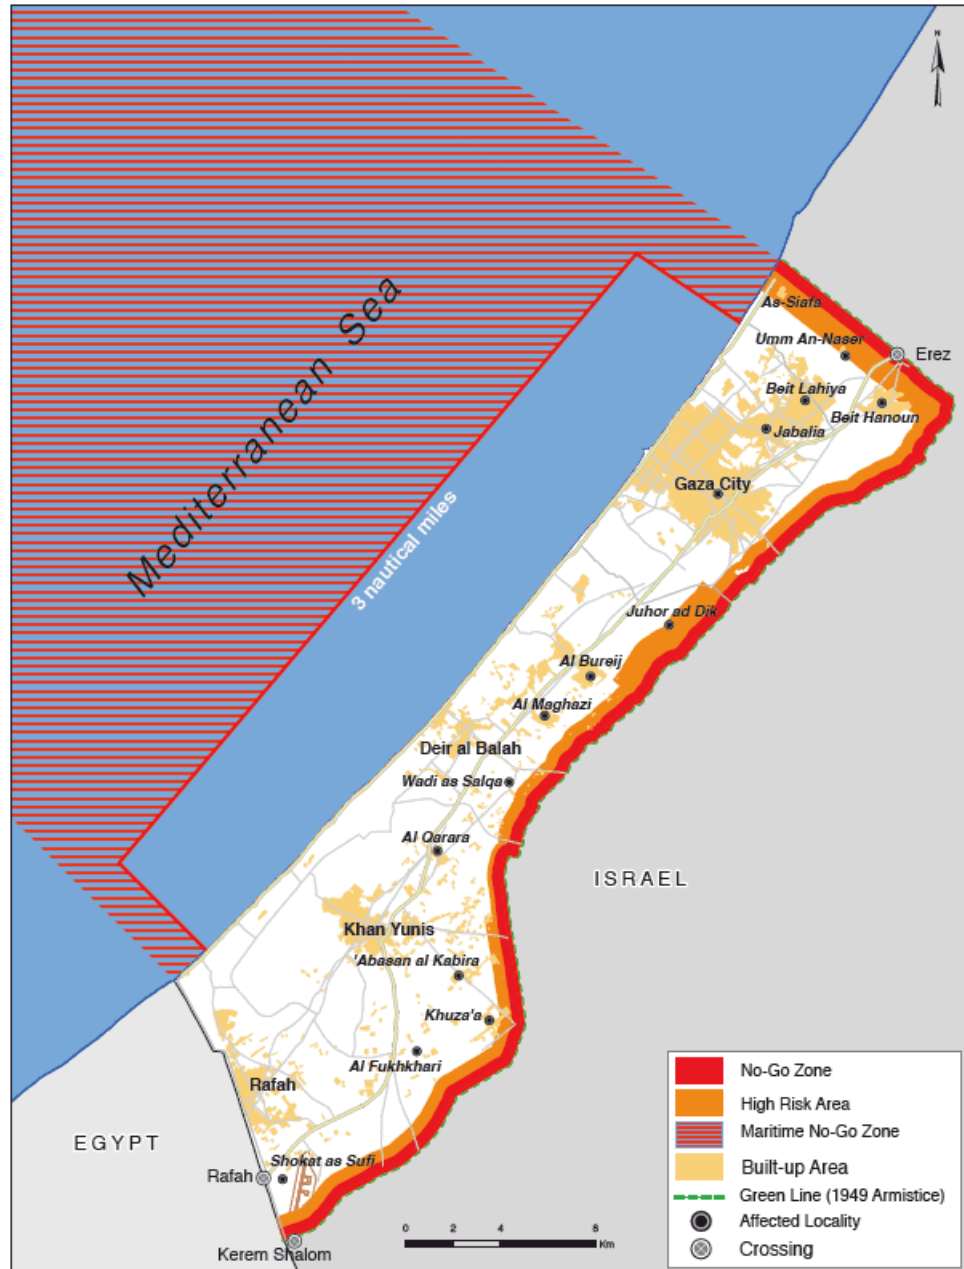 N
Mediterranean Sea
3 nautical miles
As-Siafa
Umm An-Naser
Erez
Beit Lahiya
Beit Hanoun
Jabalia
Gaza City
Juhor ad Dik
Al Bureij
Al Maghazi
Deir al Balah
Wadi as Salqa
Al Qarara
ISRAEL
Khan Yunis
'Abasan al Kabira
Khuza'a
Al Fukhkhari
Rafah
EGYPT
Shokat as Sufi
Rafah
Kerem Shalom
0 2 4 8
Km
No-Go Zone
High Risk Area
Maritime No-Go Zone
Built-up Area
Green Line (1949 Armistice)
Affected Locality
Crossing